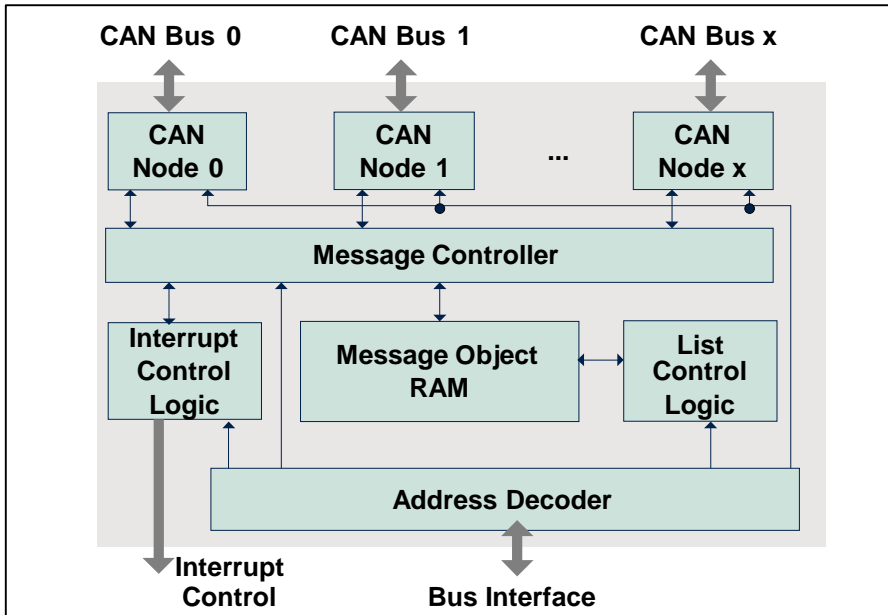 CAN Bus 0
CAN Bus 1
CAN Bus x
CAN
Node 0
CAN
Node 1
...
CAN
Node x
Message Controller
Interrupt
Control
Logic
Message Object
RAM
List
Control
Logic
Address Decoder
Interrupt
Control
Bus Interface